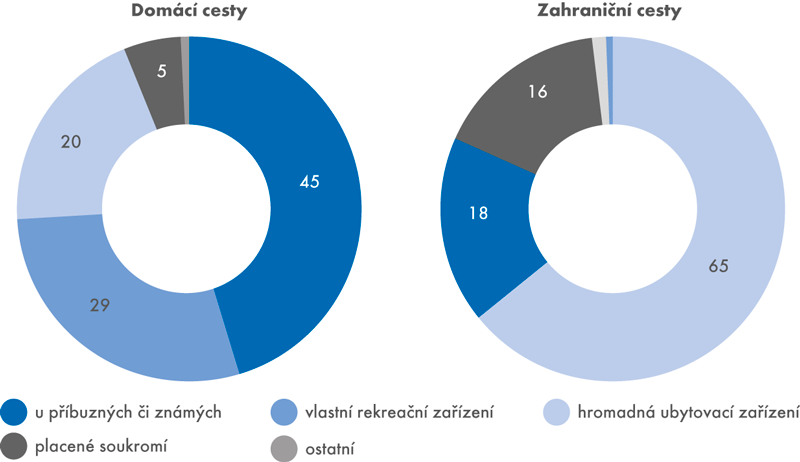 Domácí cesty
Zahraniční cesty
5
20
45
29
16
18
65
u příbuzných či známých
vlastní rekreační zařízení
hromadná ubytovací zařízení
placené soukromí
ostatní